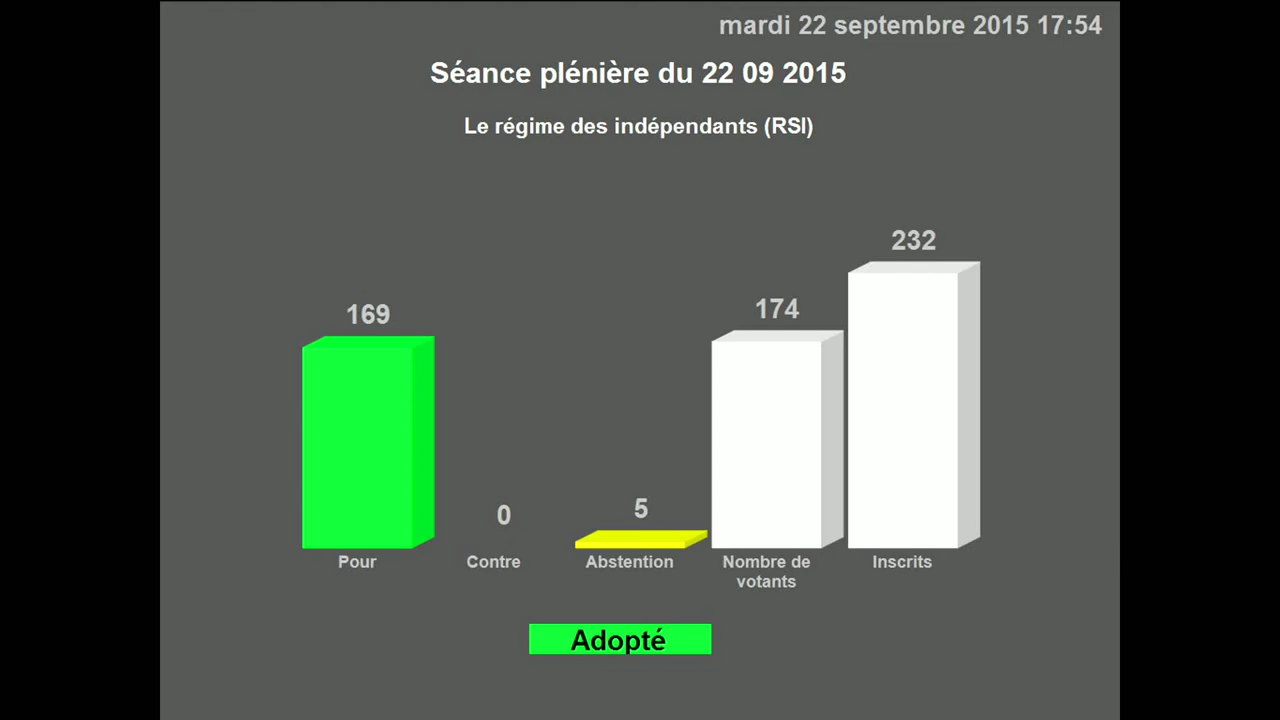 mardi 22 septembre 2015 17:54
Séance plénière du 22 09 2015
Le régime des indépendants (RSI)
232
169
174
0
5
Pour
Contre
Abstention
Nombre de
votants
Inscrits
Adopté